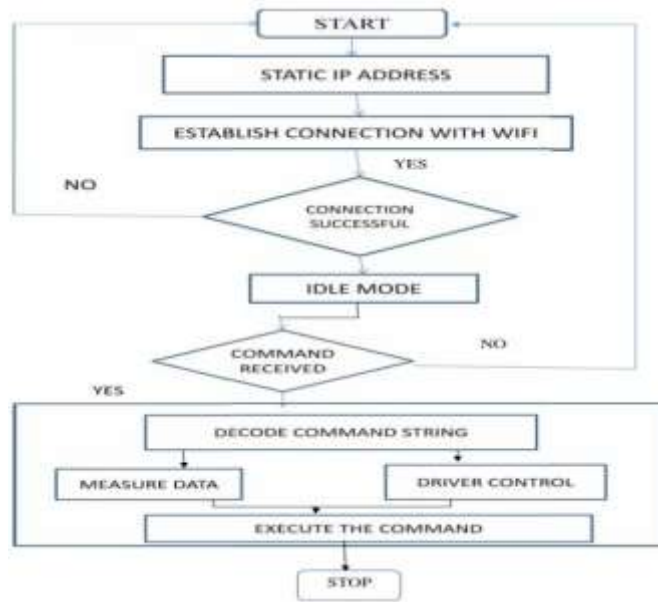 START
STATIC IP ADDRESS
ESTABLISH CONNECTION WITH WIFI
YES
NO
CONNECTION
SUCCESSFUL
IDLE MODE
COMMAND
RECEIVED
NO
YES
DECODE COMMAND STRING
MEASURE DATA
DRIVER CONTROL
EXECUTE THE COMMAND
STOP